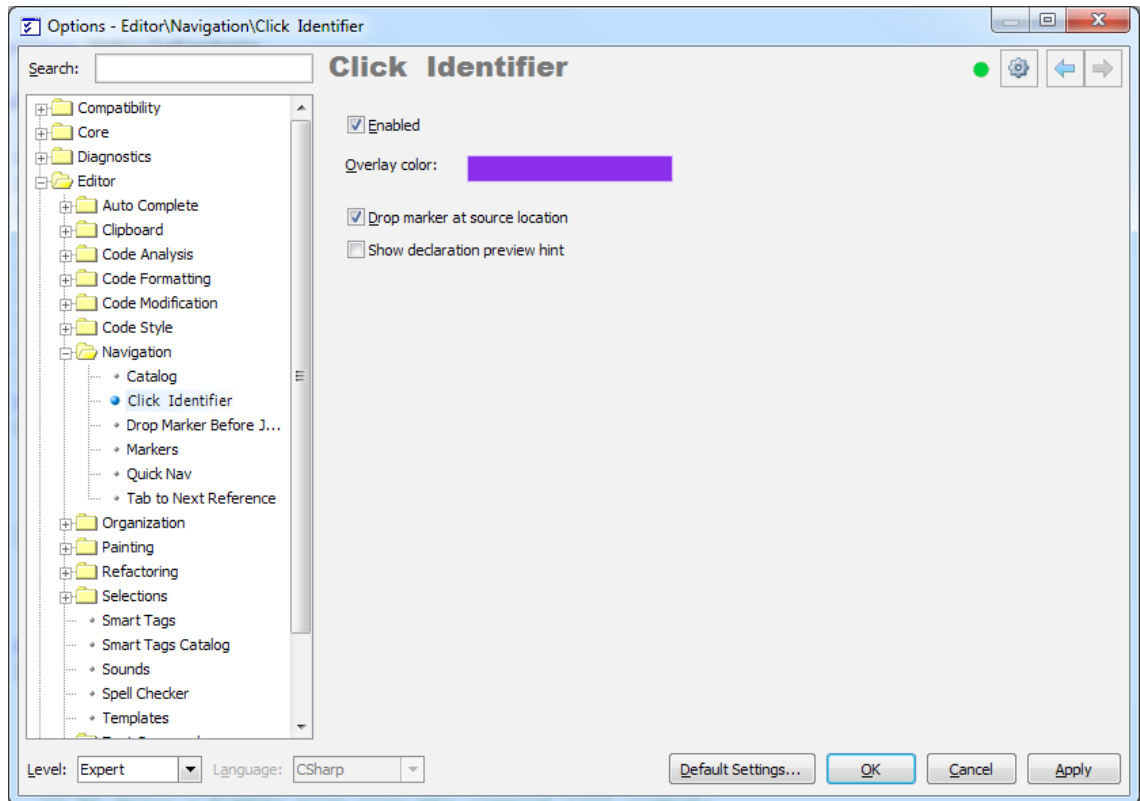 Options - Editor\Navigation\Click Identifier
Search:
Click Identifier
Compatibility
Core
Diagnostics
Editor
Auto Complete
Clipboard
Code Analysis
Code Formatting
Code Modification
Code Style
Navigation
Catalog
Click Identifier
Drop Marker Before J...
Markers
Quick Nav
Tab to Next Reference
Organization
Painting
Refactoring
Selections
Smart Tags
Smart Tags Catalog
Sounds
Spell Checker
Templates
Enabled
Overlay color:
Drop marker at source location
Show declaration preview hint
Level: Expert Language: CSharp Default Settings... OK Cancel Apply